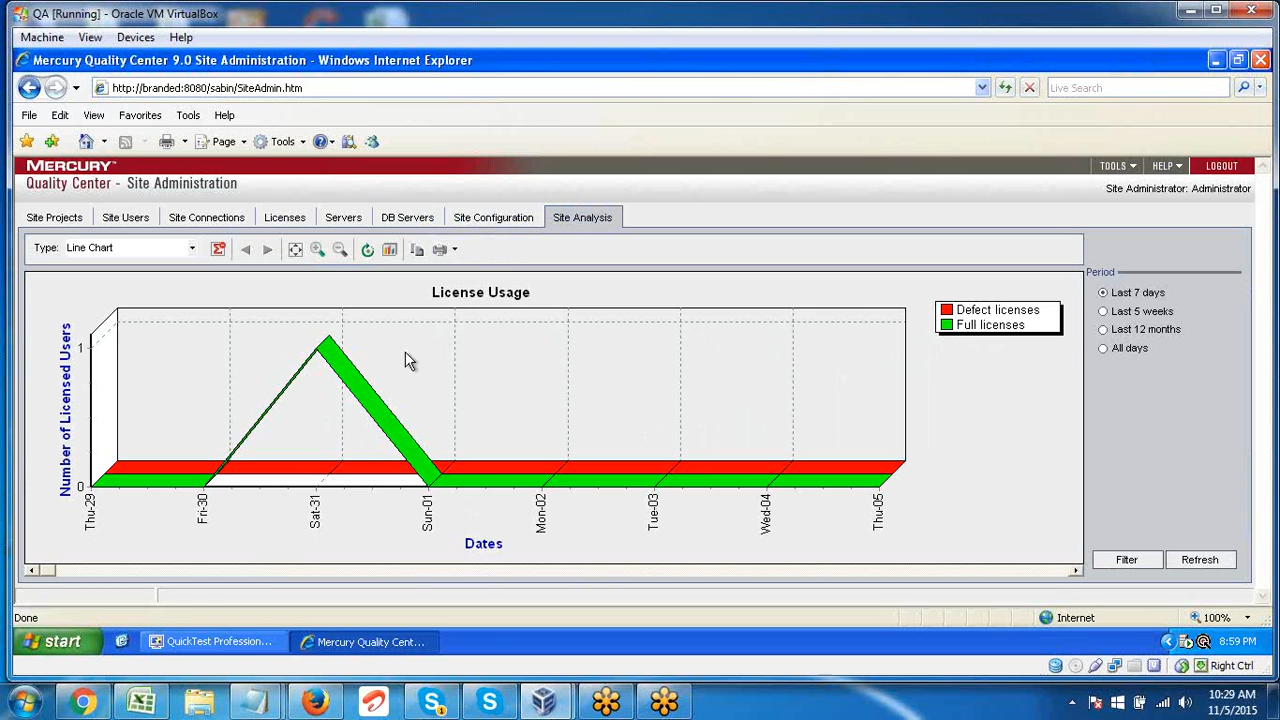 QA [Running] - Oracle VM VirtualBox
Machine View Devices Help
Mercury Quality Center 9.0 Site Administration - Windows Internet Explorer
http://branded:8080/sabin/SiteAdmin.htm
Live Search
File Edit View Favorites Tools Help
Page Tools
MERCURY™
TOOLS HELP LOGOUT
Quality Center - Site Administration
Site Administrator: Administrator
Site Projects Site Users Site Connections Licenses Servers DB Servers Site Configuration Site Analysis
Type: Line Chart
Period
License Usage
Last 7 days
Defect licenses
Last 5 weeks
Full licenses
Last 12 months
All days
Number of Licensed Users
1
0
Thu-29 Fri-30 Sat-31 Sun-01 Mon-02 Tue-03 Wed-04 Thu-05
Dates
Filter Refresh
Done
Internet
100%
start
QuickTest Profession...
Mercury Quality Cent...
8:59 PM
Right Ctrl
10:29 AM
11/5/2015